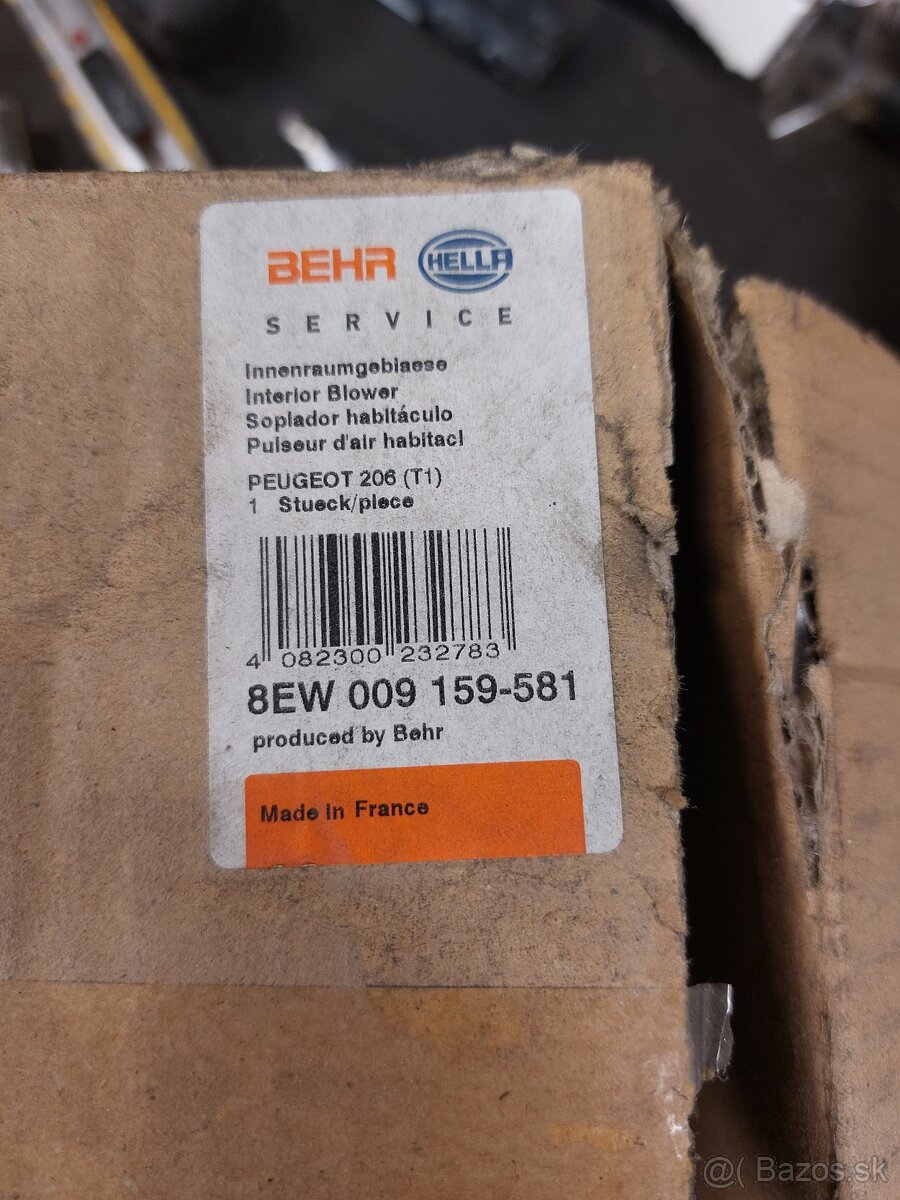 BEHR HELLA
SERVICE
Innenraumgeblaese
Interior Blower
Soplador habitáculo
Pulseur d'air habitacl
PEUGEOT 206 (T1)
1 Stueck/piece
4 082300 232783
8EW 009 159-581
produced by Behr
Made in France
@( Bazos.sk